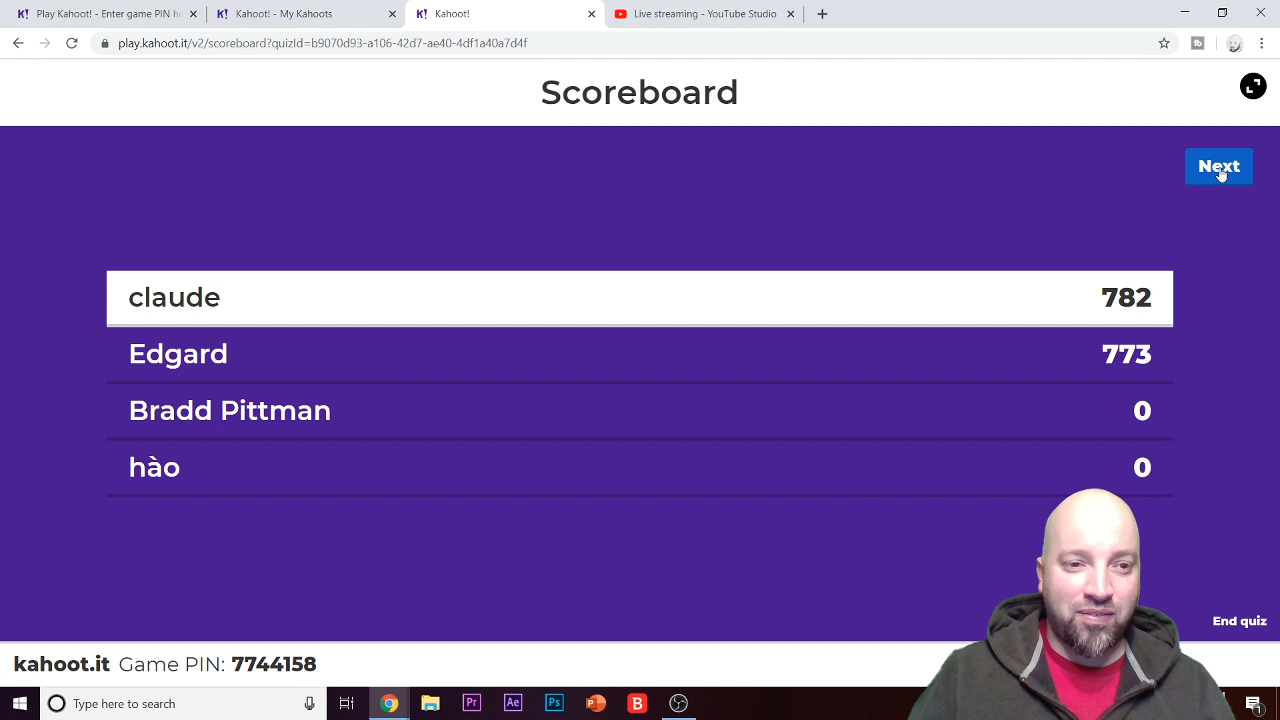 Play Kahoot! - Enter game PIN h
Kahoot! - My Kahoots
Kahoot!
Live streaming - YouTube Studio
play.kahoot.it/v2/scoreboard?quizId=b9070d93-a106-42d7-ae40-4df1a40a7d4f
Scoreboard
Next
claude 782
Edgard 773
Bradd Pittman 0
hào 0
End quiz
kahoot.it Game PIN: 7744158
Type here to search